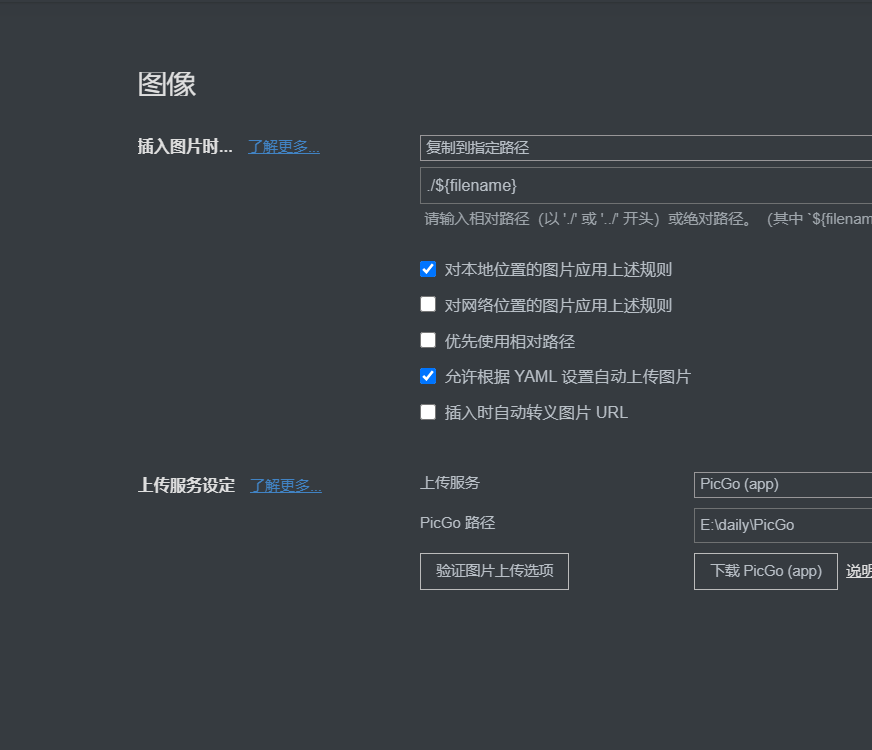 图像
插入图片时... 了解更多... 复制到指定路径
./${filename}
请输入相对路径（以 './' 或 '../' 开头）或绝对路径。 （其中 `${filenam
对本地位置的图片应用上述规则
对网络位置的图片应用上述规则
优先使用相对路径
允许根据 YAML 设置自动上传图片
插入时自动转义图片 URL
上传服务设定 了解更多... 上传服务 PicGo (app)
PicGo 路径 E:\daily\PicGo
验证图片上传选项 下载 PicGo (app) 说明